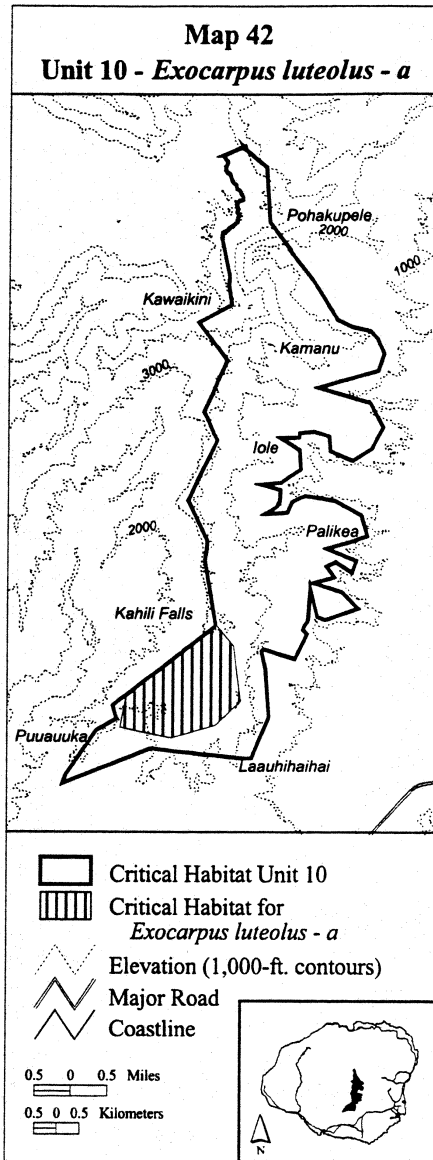 Map 42
Unit 10 - Exocarpus luteolus - a
Pohakupele
2000
1000
Kawaikini
Kamanu
3000
Iole
2000
Palikea
Kahili Falls
Puuauuka
Laauhihaihai
Critical Habitat Unit 10
Critical Habitat for
Exocarpus luteolus - a
Elevation (1,000-ft. contours)
Major Road
Coastline
0.5 0 0.5 Miles
0.5 0 0.5 Kilometers
N